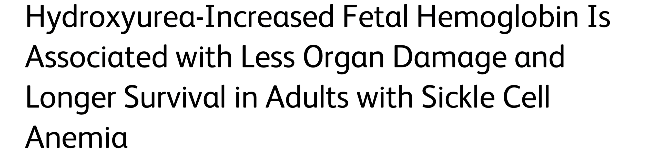 Hydroxyurea-Increased Fetal Hemoglobin Is
Associated with Less Organ Damage and
Longer Survival in Adults with Sickle Cell
Anemia